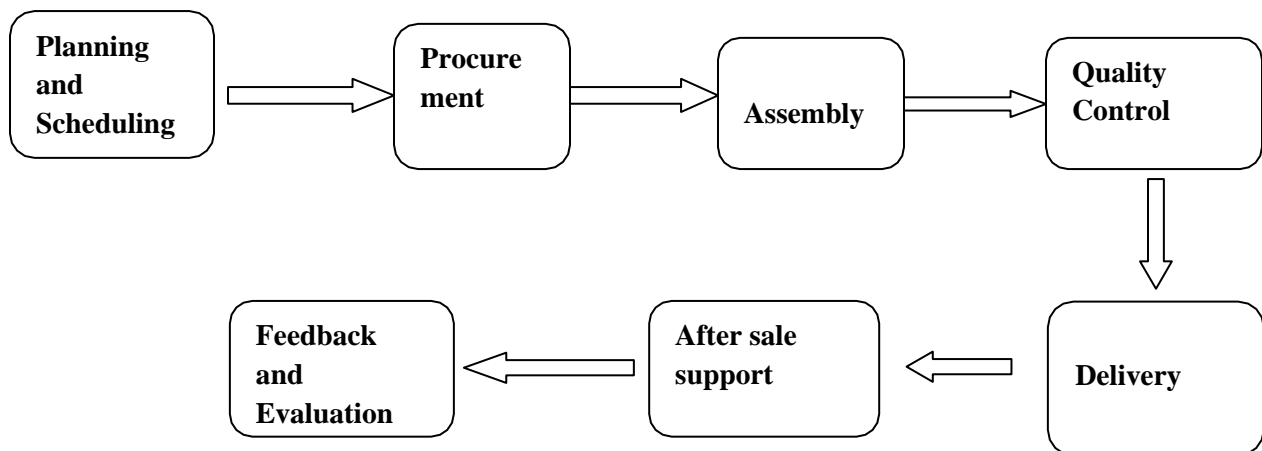 Planning
and
Scheduling
Procure
ment
Assembly
Quality
Control
Delivery
After sale
support
Feedback
and
Evaluation